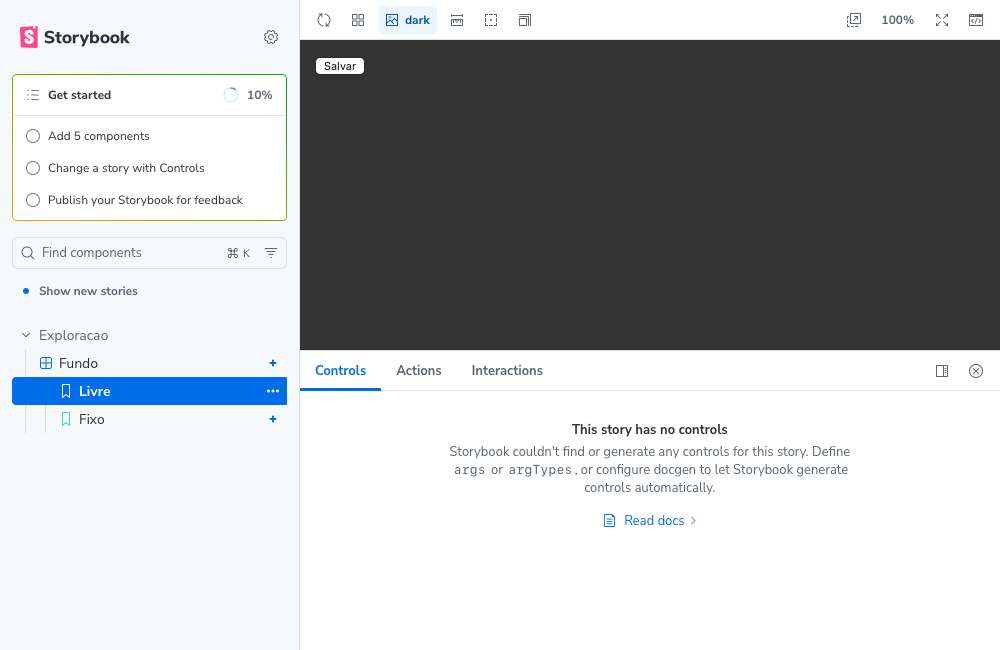 Storybook
Get started
10%
Add 5 components
Change a story with Controls
Publish your Storybook for feedback
Find components
⌘ K
Show new stories
Exploracao
Fundo
Livre
Fixo
dark
100%
Salvar
Controls
Actions
Interactions
This story has no controls
Storybook couldn't find or generate any controls for this story. Define
args or argTypes, or configure docgen to let Storybook generate
controls automatically.
Read docs